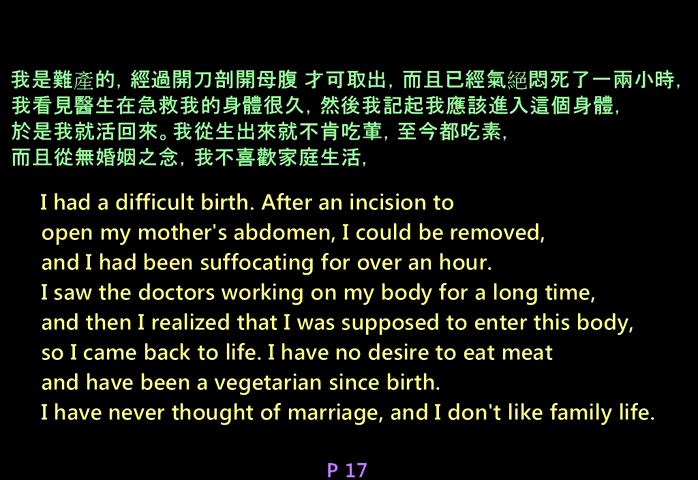 我是難產的, 經過開刀剖開母腹 才可取出, 而且已經氣絕悶死了一兩小時,
我看見醫生在急救我的身體很久, 然後我記起我應該進入這個身體,
於是我就活回來。我從生出來就不肯吃葷, 至今都吃素,
而且從無婚姻之念, 我不喜歡家庭生活,
I had a difficult birth. After an incision to
open my mother's abdomen, I could be removed,
and I had been suffocating for over an hour.
I saw the doctors working on my body for a long time,
and then I realized that I was supposed to enter this body,
so I came back to life. I have no desire to eat meat
and have been a vegetarian since birth.
I have never thought of marriage, and I don't like family life.
P 17